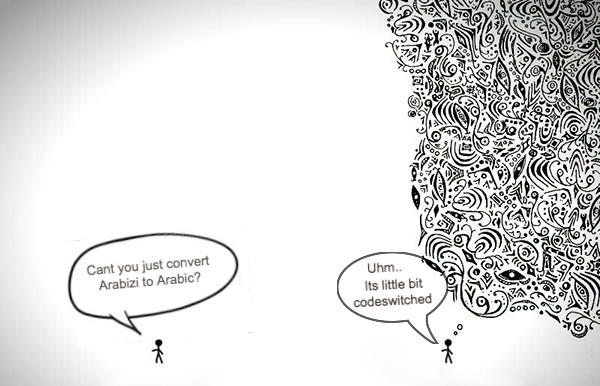 Cant you just convert
Arabizi to Arabic?
Uhm..
Its little bit
codeswitched